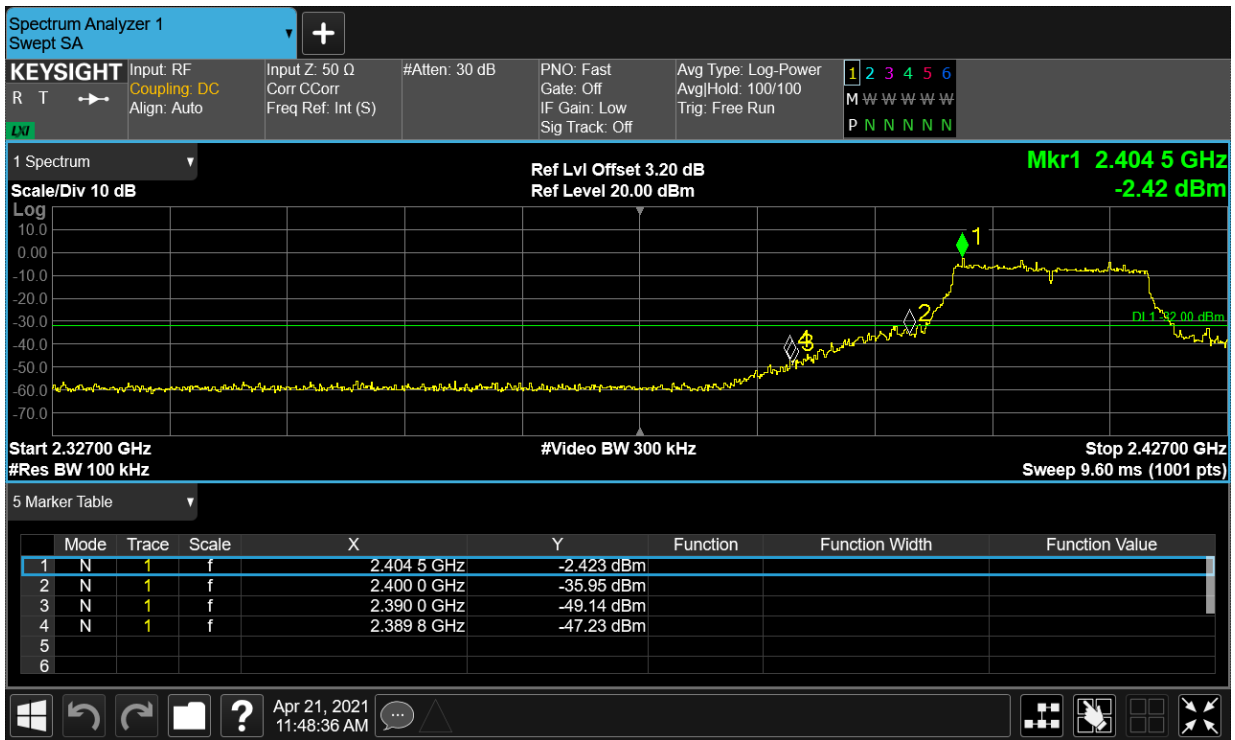 Spectrum Analyzer 1
Swept SA
KEYSIGHT
R T
LXI
Input: RF
Coupling: DC
Align: Auto
Input Z: 50 Ω
Corr CCorr
Freq Ref: Int (S)
#Atten: 30 dB
PNO: Fast
Gate: Off
IF Gain: Low
Sig Track: Off
Avg Type: Log-Power
Avg|Hold: 100/100
Trig: Free Run
1 2 3 4 5 6
M W W W W W
P N N N N N
1 Spectrum
Scale/Div 10 dB
Ref Lvl Offset 3.20 dB
Ref Level 20.00 dBm
Mkr1 2.404 5 GHz
-2.42 dBm
Log
10.0
0.00
-10.0
-20.0
-30.0
-40.0
-50.0
-60.0
-70.0
1
2
4
3
DL1 -32.00 dBm
Start 2.32700 GHz
#Video BW 300 kHz
Stop 2.42700 GHz
#Res BW 100 kHz
Sweep 9.60 ms (1001 pts)
5 Marker Table
Mode Trace Scale X Y Function Function Width Function Value
1 N 1 f 2.404 5 GHz -2.423 dBm
2 N 1 f 2.400 0 GHz -35.95 dBm
3 N 1 f 2.390 0 GHz -49.14 dBm
4 N 1 f 2.389 8 GHz -47.23 dBm
5
6
?
Apr 21, 2021
11:48:36 AM